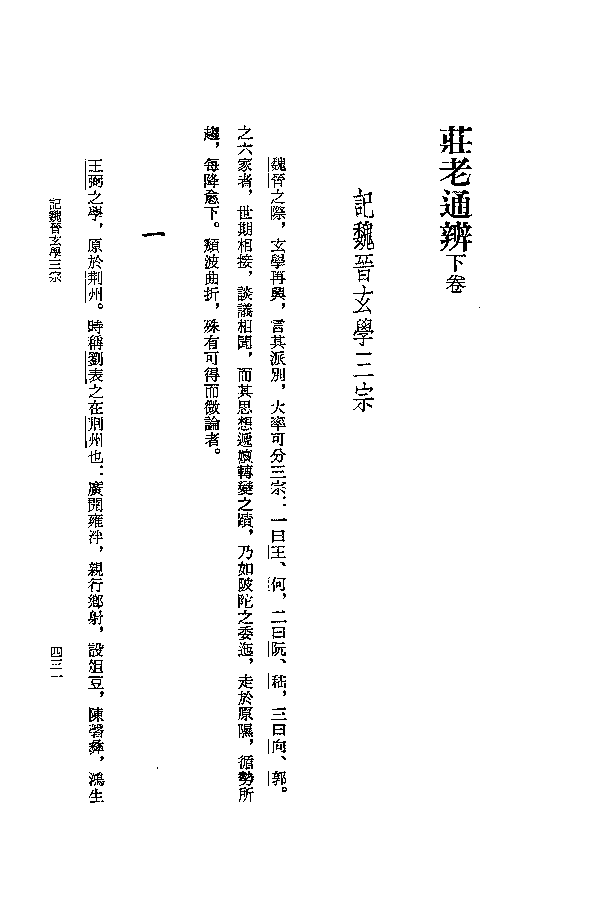 莊老通辨下卷
記魏晉玄學三宗
魏晉之際，玄學再興，言其派別，大率可分三宗：一曰王、何，二曰阮、嵇，三曰向、郭。
之六家者，世期相接，談議相聞，而其思想遞嬗轉變之蹟，乃如陂陀之委迤，走於原隰，循勢所
趨，每降愈下。頹波曲折，殊有可得而微論者。
一
王弼之學，原於荆州。時稱劉表之在荆州也：廣開雍泮，親行鄉射，設俎豆，陳罍彝，鴻生
記魏晉玄學三宗
四三一